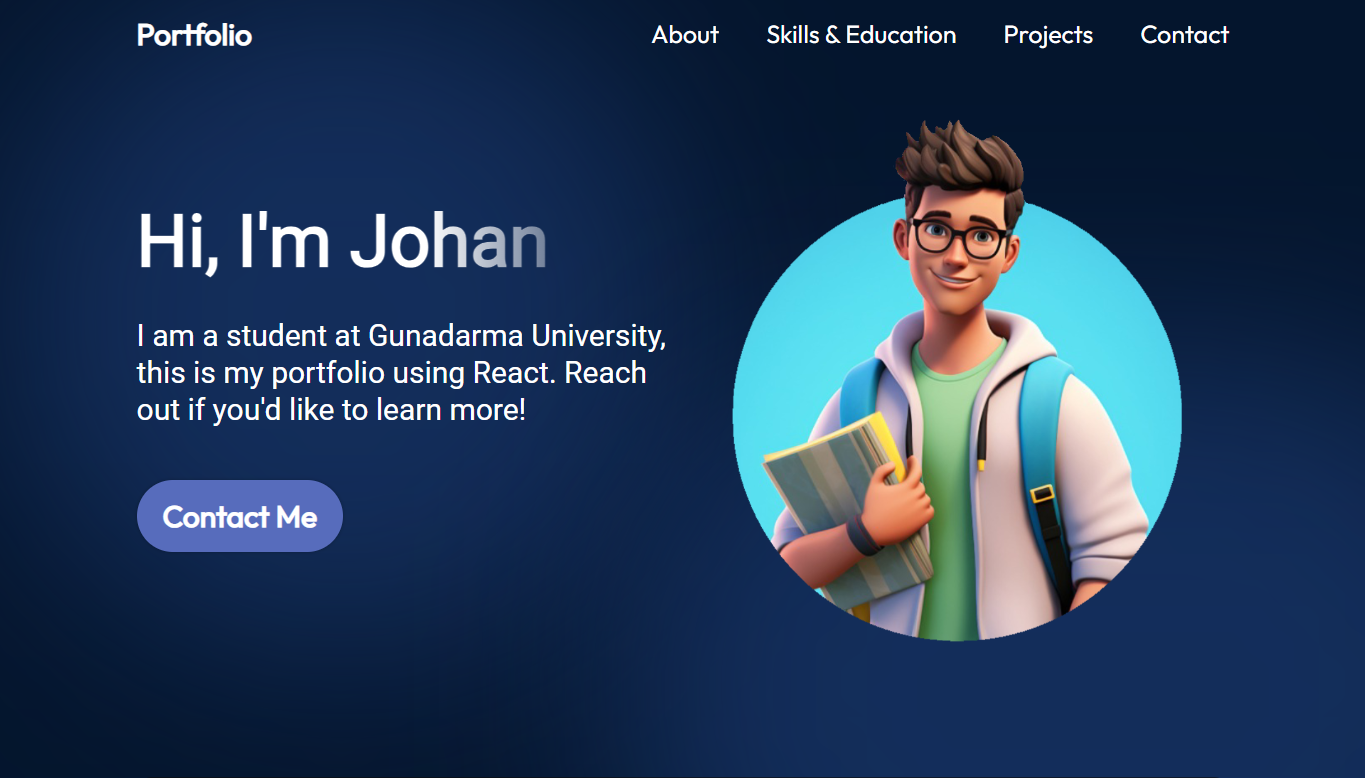 Portfolio
About
Skills & Education
Projects
Contact
Hi, I'm Johan
I am a student at Gunadarma University,
this is my portfolio using React. Reach
out if you'd like to learn more!
Contact Me